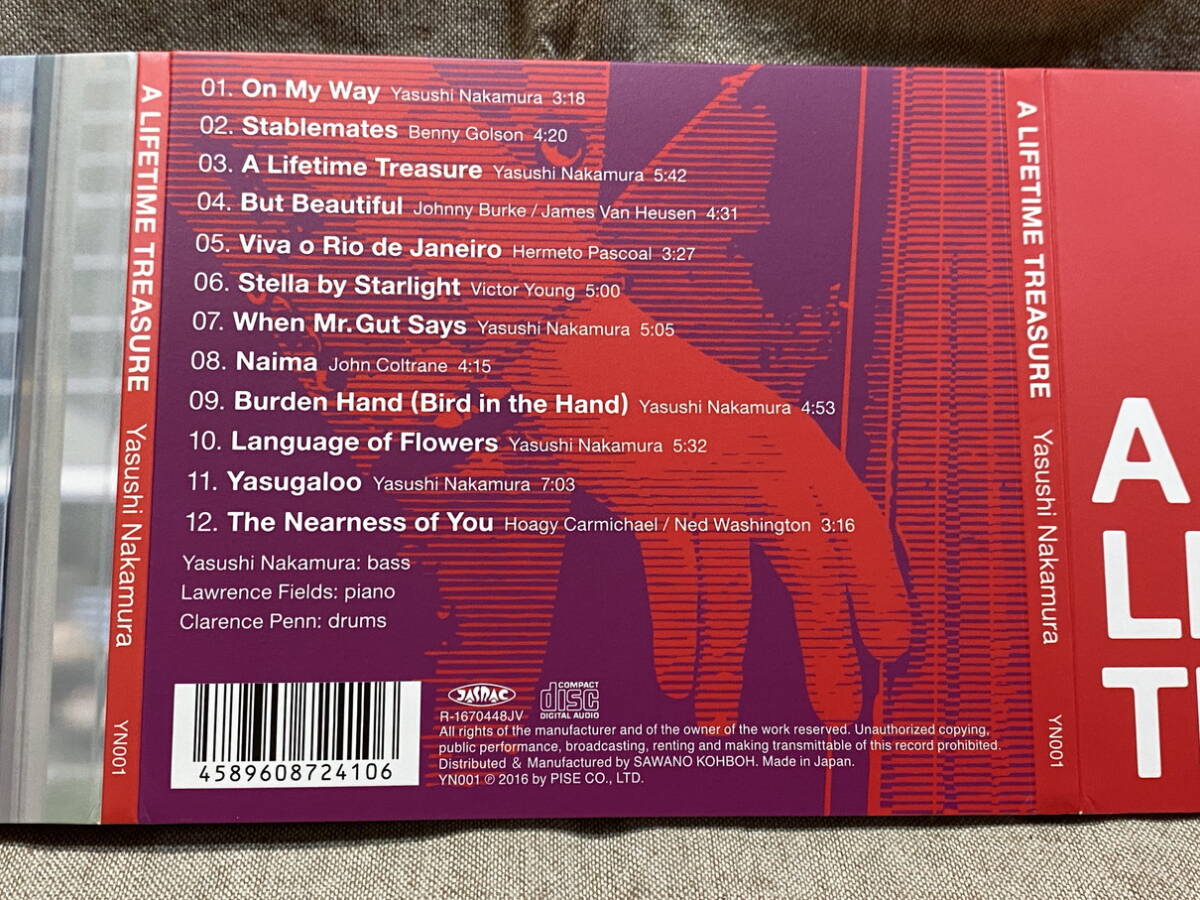 A LIFETIME TREASURE Yasushi Nakamura YN001
01. On My Way Yasushi Nakamura 3:18
02. Stablemates Benny Golson 4:20
03. A Lifetime Treasure Yasushi Nakamura 5:42
04. But Beautiful Johnny Burke / James Van Heusen 4:31
05. Viva o Rio de Janeiro Hermeto Pascoal 3:27
06. Stella by Starlight Victor Young 5:00
07. When Mr. Gut Says Yasushi Nakamura 5:05
08. Naima John Coltrane 4:15
09. Burden Hand (Bird in the Hand) Yasushi Nakamura 4:53
10. Language of Flowers Yasushi Nakamura 5:32
11. Yasugaloo Yasushi Nakamura 7:03
12. The Nearness of You Hoagy Carmichael / Ned Washington 3:16
Yasushi Nakamura: bass
Lawrence Fields: piano
Clarence Penn: drums
4589608724106
JASRAC
R-1670448JV
COMPACT
disc
DIGITAL AUDIO
All rights of the manufacturer and of the owner of the work reserved. Unauthorized copying,
public performance, broadcasting, renting and making transmittable of this record prohibited.
Distributed & Manufactured by SAWANO KOHBOH. Made in Japan.
YN001 ℗ 2016 by PISE CO., LTD.
A LIFETIME TREASURE Yasushi Nakamura YN001
A
L
T